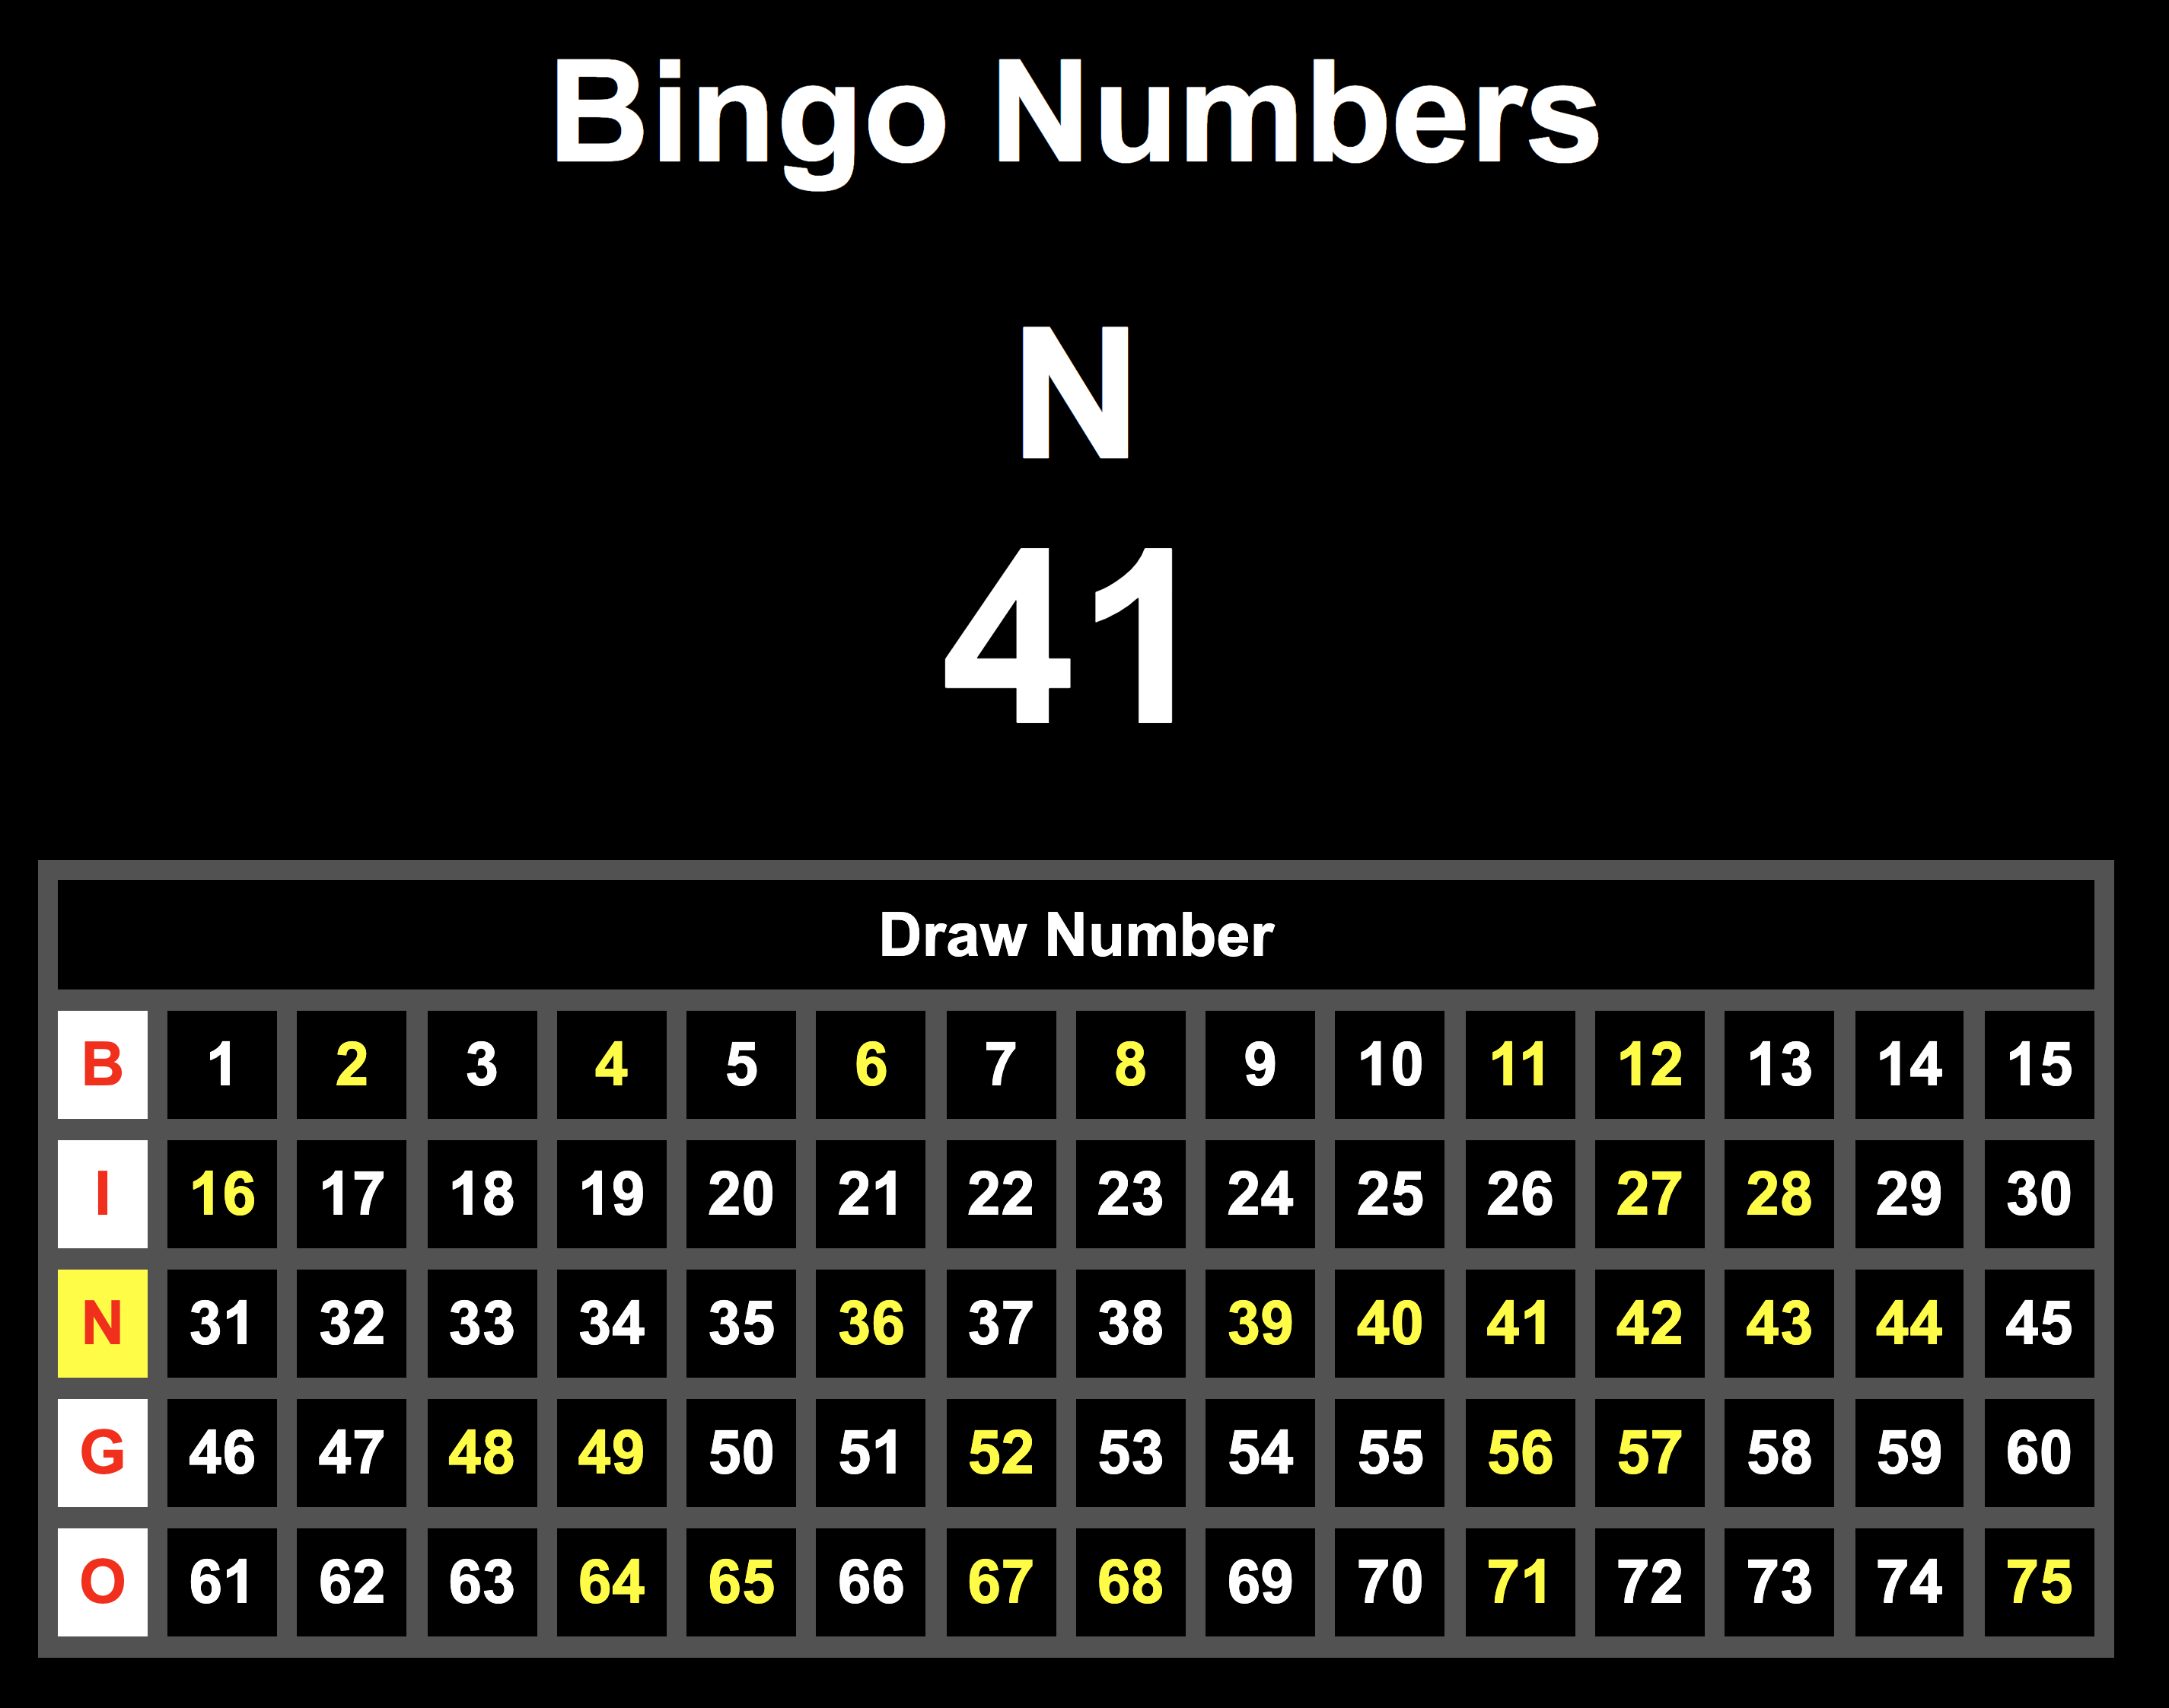 Bingo Numbers
N
41
Draw Number
B 1 2 3 4 5 6 7 8 9 10 11 12 13 14 15
I 16 17 18 19 20 21 22 23 24 25 26 27 28 29 30
N 31 32 33 34 35 36 37 38 39 40 41 42 43 44 45
G 46 47 48 49 50 51 52 53 54 55 56 57 58 59 60
O 61 62 63 64 65 66 67 68 69 70 71 72 73 74 75